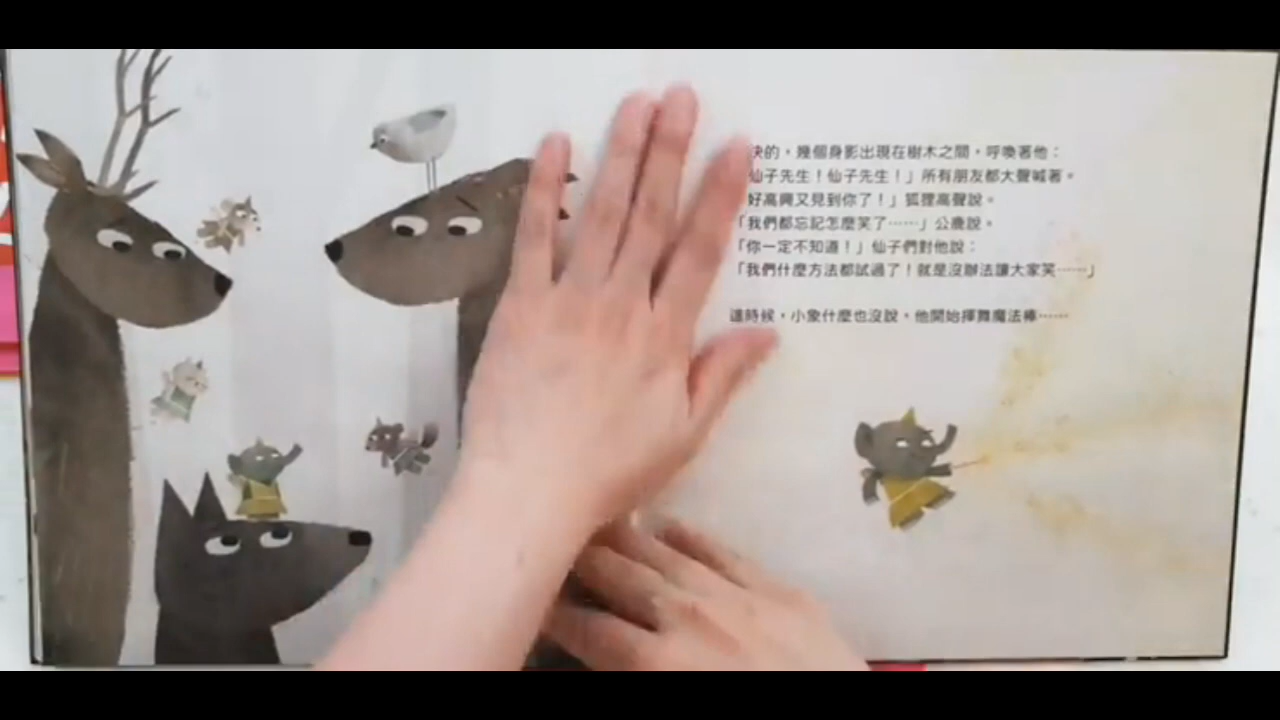 決的，幾個身影出現在樹木之間，呼喚著他：
仙子先生！仙子先生！」所有朋友都大聲喊著。
好高興又見到你了！」狐狸高聲說。
「我們都忘記怎麼笑了……」公鹿說。
「你一定不知道！」仙子們對他說：
「我們什麼方法都試過了！就是沒辦法讓大家笑……」
這時候，小象什麼也沒說，他開始揮舞魔法棒……